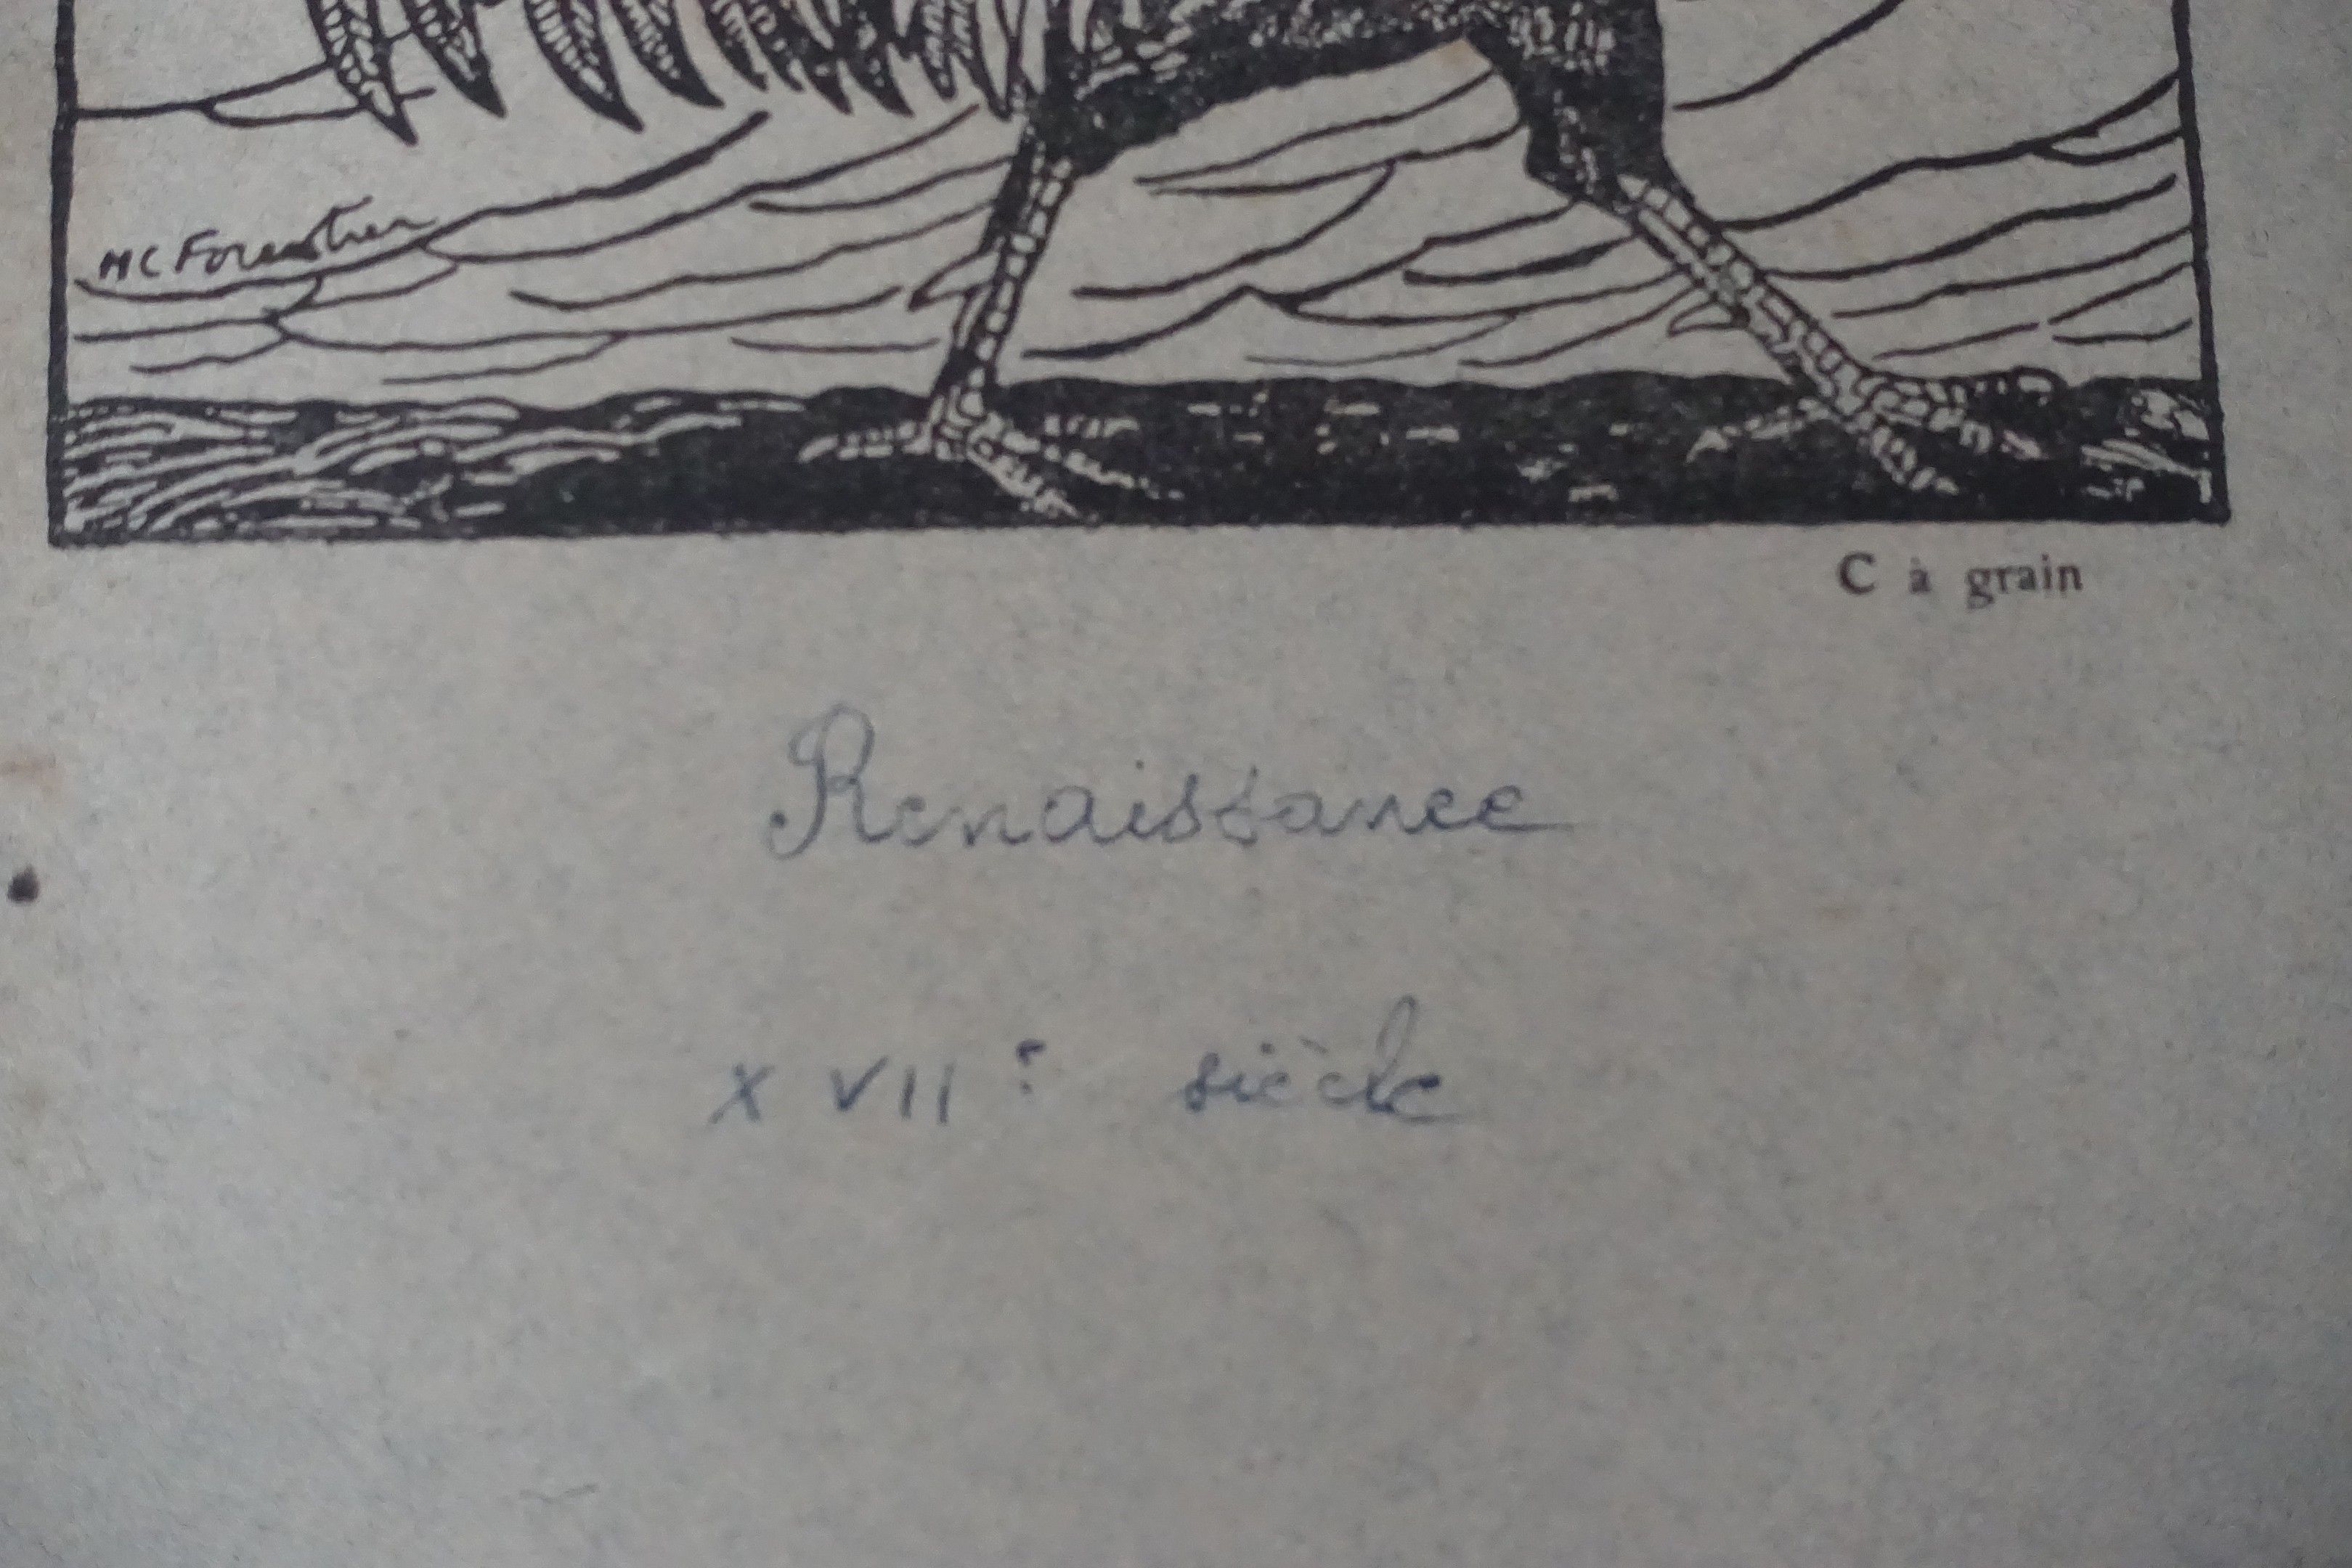 HC Forestier
C à grain
Renaissance
XVIIe siècle